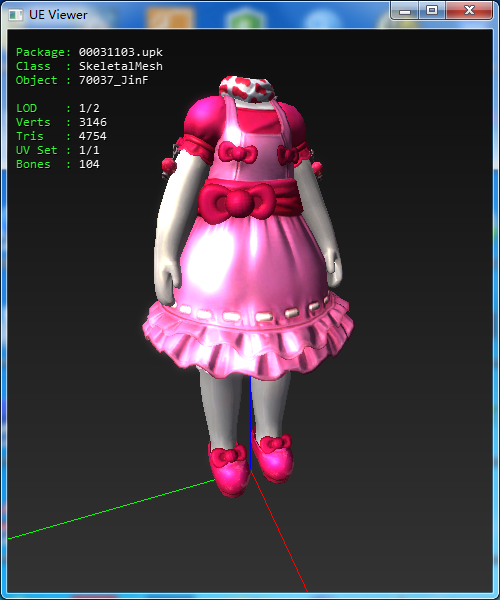 UE Viewer
Package: 00031103.upk
Class : SkeletalMesh
Object : 70037_JinF
LOD : 1/2
Verts : 3146
Tris : 4754
UV Set : 1/1
Bones : 104